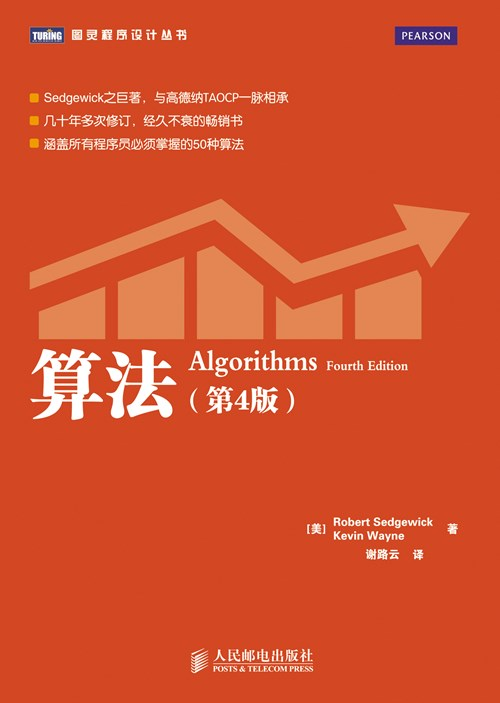 TURING 图灵程序设计丛书
PEARSON
Sedgewick之巨著，与高德纳TAOCP一脉相承
几十年多次修订，经久不衰的畅销书
涵盖所有程序员必须掌握的50种算法
算法
Algorithms Fourth Edition
（第4版）
[美] Robert Sedgewick
Kevin Wayne 著
谢路云 译
人民邮电出版社
POSTS & TELECOM PRESS